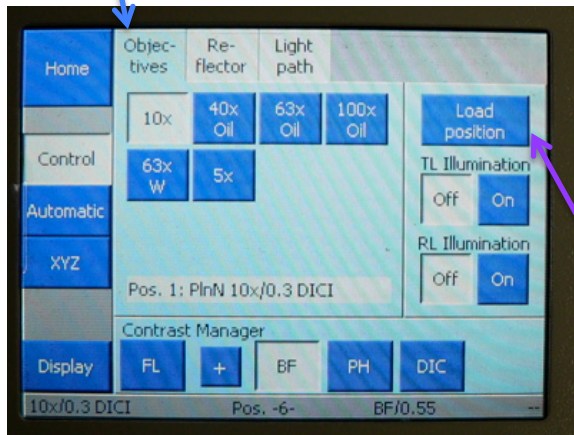 Home
Control
Automatic
XYZ
Display
Objec-
tives
Re-
flector
Light
path
10x
40x
Oil
63x
Oil
100x
Oil
63x
W
5x
Pos. 1: PlnN 10x/0.3 DICI
Load
position
TL Illumination
Off
On
RL Illumination
Off
On
Contrast Manager
FL
+
BF
PH
DIC
10x/0.3 DICI Pos. -6- BF/0.55 --